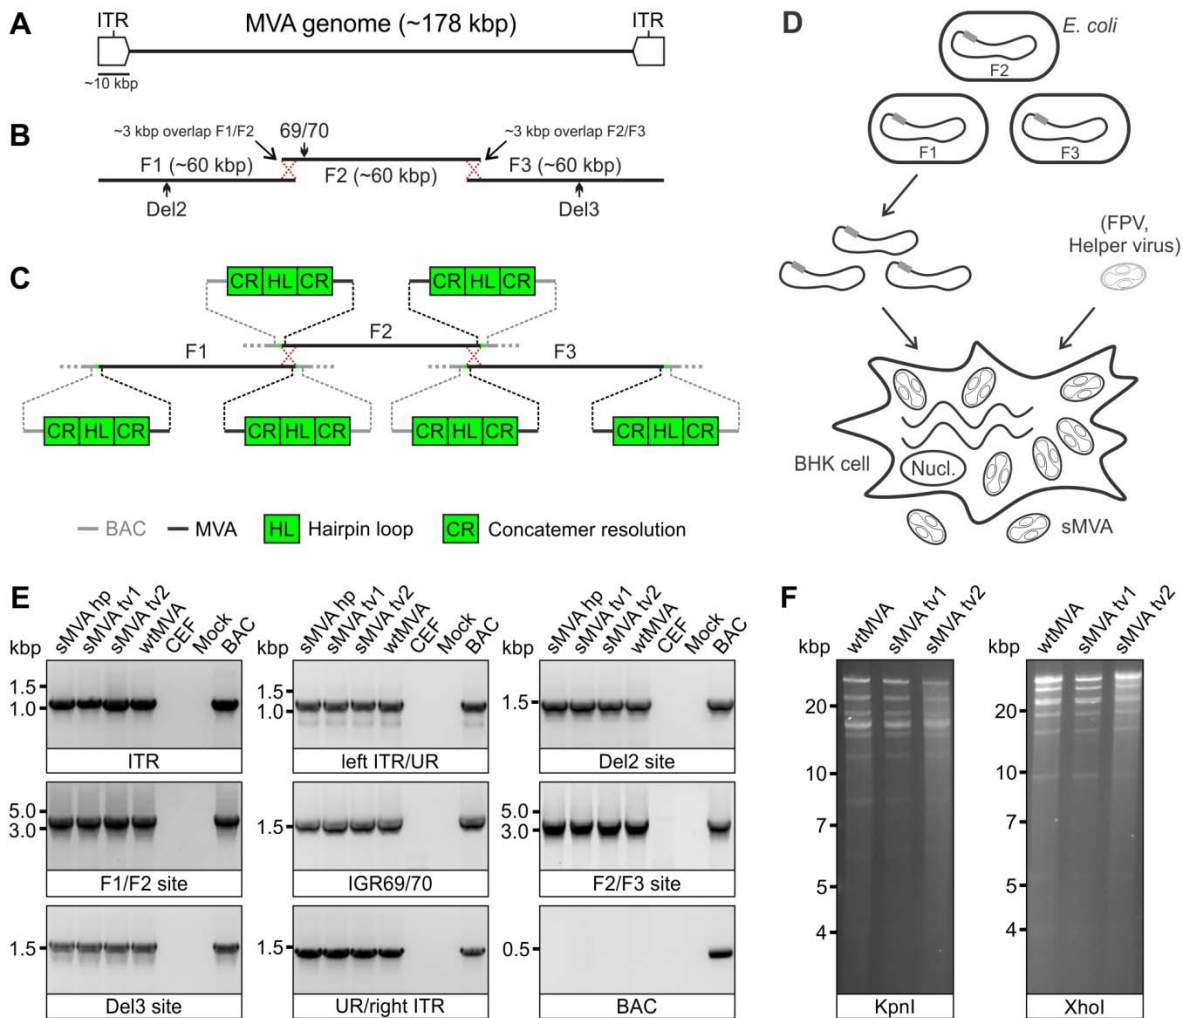 A
ITR
MVA genome (~178 kbp)
ITR
~10 kbp
B
~3 kbp overlap F1/F2
69/70
~3 kbp overlap F2/F3
F1 (~60 kbp)
F2 (~60 kbp)
F3 (~60 kbp)
Del2
Del3
C
CR HL CR
CR HL CR
F2
F1
F3
CR HL CR
CR HL CR
CR HL CR
CR HL CR
BAC
MVA
HL Hairpin loop
CR Concatemer resolution
D
E. coli
F2
F1
F3
(FPV,
Helper virus)
BHK cell
Nucl.
sMVA
E
kbp
sMVA hp
sMVA tv1
sMVA tv2
wtMVA
CEF
Mock
BAC
1.5
1.0
ITR
kbp
sMVA hp
sMVA tv1
sMVA tv2
wtMVA
CEF
Mock
BAC
1.5
1.0
left ITR/UR
kbp
sMVA hp
sMVA tv1
sMVA tv2
wtMVA
CEF
Mock
BAC
1.5
Del2 site
5.0
3.0
F1/F2 site
1.5
IGR69/70
5.0
3.0
F2/F3 site
1.5
Del3 site
1.5
UR/right ITR
0.5
BAC
F
kbp
wtMVA
sMVA tv1
sMVA tv2
20
10
7
5
4
KpnI
kbp
wtMVA
sMVA tv1
sMVA tv2
20
10
7
5
4
XhoI